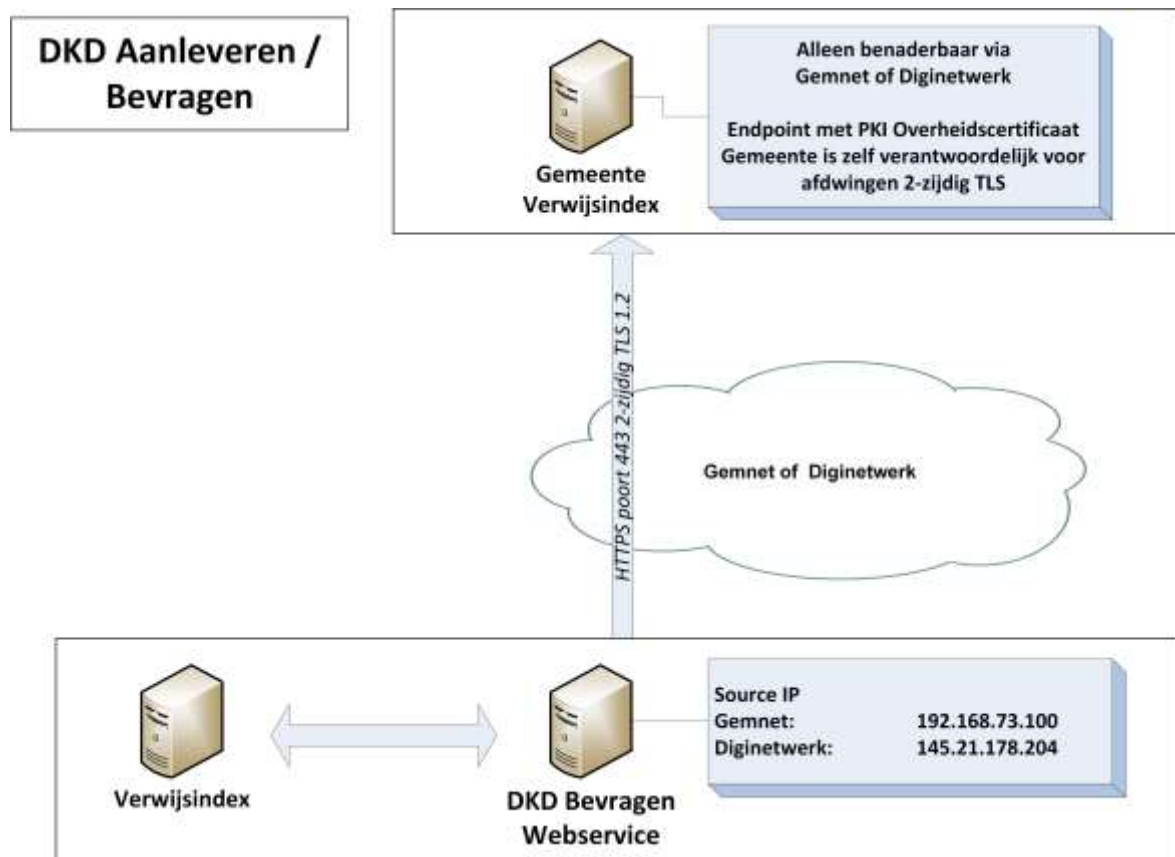 DKD Aanleveren /
Bevragen
Alleen benaderbaar via
Gemnet of Diginetwerk
Endpoint met PKI Overheidscertificaat
Gemeente is zelf verantwoordelijk voor
afdwingen 2-zijdig TLS
Gemeente
Verwijsindex
HTTPS poort 443 2-zijdig TLS 1.2
Gemnet of Diginetwerk
Source IP
Gemnet: 192.168.73.100
Diginetwerk: 145.21.178.204
Verwijsindex
DKD Bevragen
Webservice